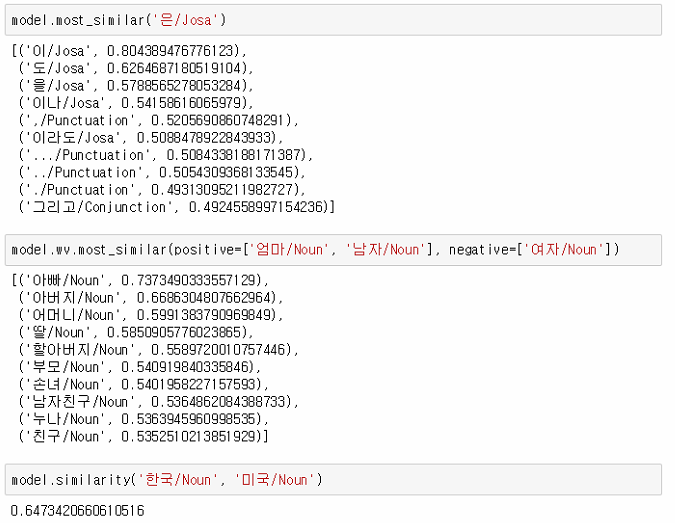 model.most_similar('은/Josa')
[('이/Josa', 0.804389476776123),
('도/Josa', 0.6264687180519104),
('을/Josa', 0.5788565278053284),
('이나/Josa', 0.54158616065979),
(',/Punctuation', 0.5205690860748291),
('이라도/Josa', 0.5088478922843933),
('.../Punctuation', 0.5084338188171387),
('../Punctuation', 0.5054309368133545),
('./Punctuation', 0.49313095211982727),
('그리고/Conjunction', 0.4924558997154236)]
model.wv.most_similar(positive=['엄마/Noun', '남자/Noun'], negative=['여자/Noun'])
[('아빠/Noun', 0.7373490333557129),
('아버지/Noun', 0.6686304807662964),
('어머니/Noun', 0.5991383790969849),
('딸/Noun', 0.5850905776023865),
('할아버지/Noun', 0.5589720010757446),
('부모/Noun', 0.540919840335846),
('손녀/Noun', 0.5401958227157593),
('남자친구/Noun', 0.5364862084388733),
('누나/Noun', 0.5363945960998535),
('친구/Noun', 0.5352510213851929)]
model.similarity('한국/Noun', '미국/Noun')
0.6473420660610516